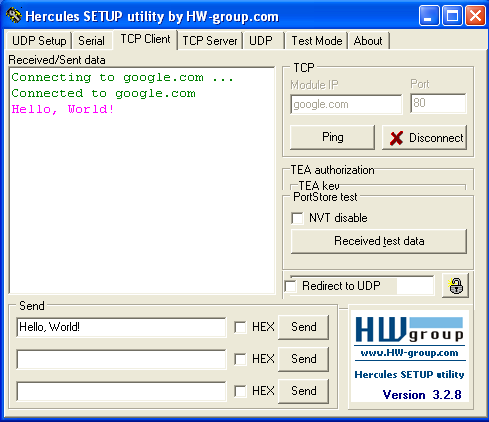 Hercules SETUP utility by HW-group.com
UDP Setup Serial TCP Client TCP Server UDP Test Mode About
Received/Sent data
Connecting to google.com ...
Connected to google.com
Hello, World!
TCP
Module IP Port
google.com 80
Ping Disconnect
TEA authorization
TEA key
PortStore test
NVT disable
Received test data
Redirect to UDP
Send
Hello, World! HEX Send
HEX Send
HEX Send
HW group
www.HW-group.com
Hercules SETUP utility
Version 3.2.8